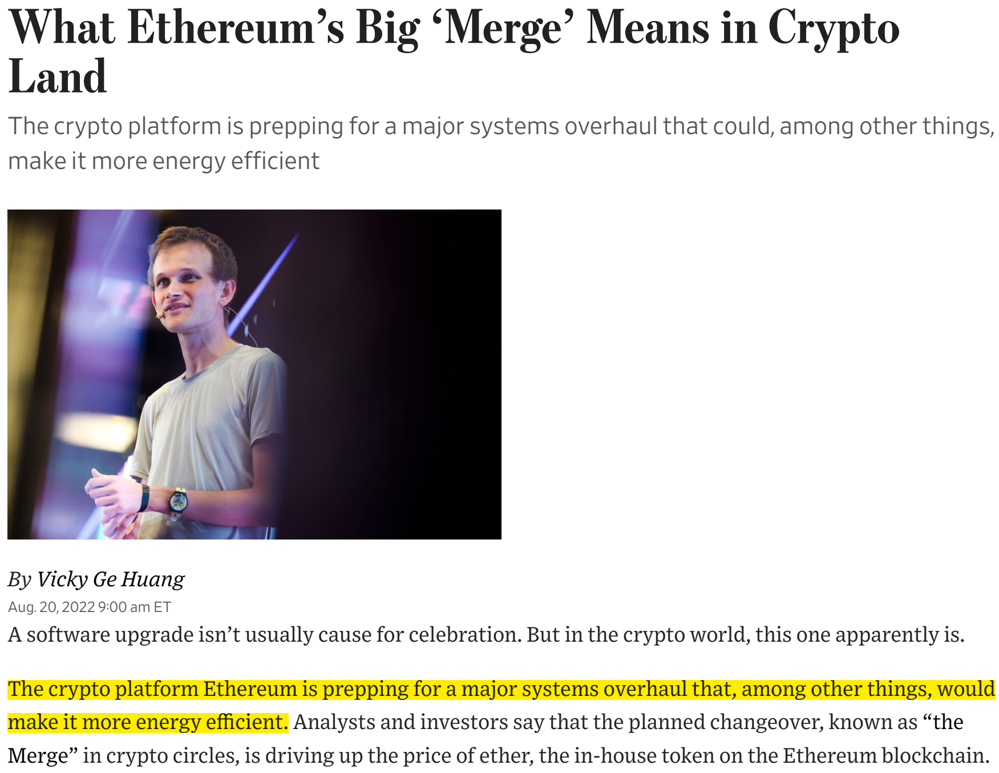 What Ethereum’s Big ‘Merge’ Means in Crypto
Land
The crypto platform is prepping for a major systems overhaul that could, among other things,
make it more energy efficient
By Vicky Ge Huang
Aug. 20, 2022 9:00 am ET
A software upgrade isn’t usually cause for celebration. But in the crypto world, this one apparently is.
The crypto platform Ethereum is prepping for a major systems overhaul that, among other things, would
make it more energy efficient. Analysts and investors say that the planned changeover, known as “the
Merge” in crypto circles, is driving up the price of ether, the in-house token on the Ethereum blockchain.